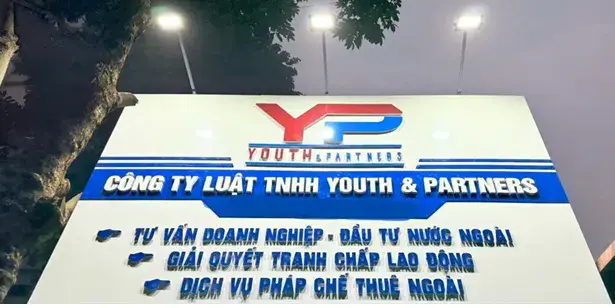 YP
YOUTH & PARTNERS
CÔNG TY LUẬT TNHH YOUTH & PARTNERS
TƯ VẤN DOANH NGHIỆP - ĐẦU TƯ NƯỚC NGOÀI
GIẢI QUYẾT TRANH CHẤP LAO ĐỘNG
DỊCH VỤ PHÁP CHẾ THUÊ NGOÀI